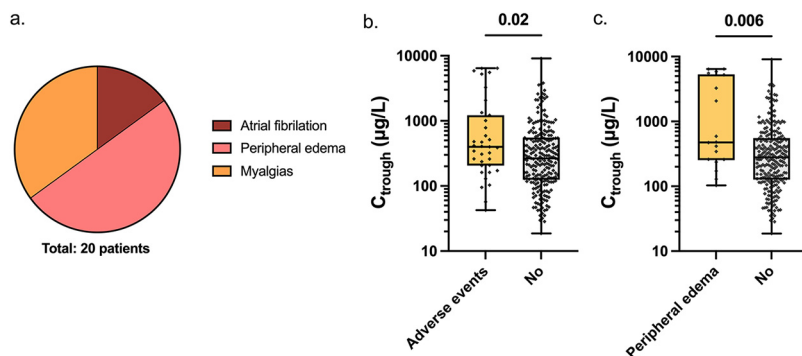 a.
Atrial fibrilation
Peripheral edema
Myalgias
Total: 20 patients
b.
0.02
10000
1000
100
10
Ctrough (µg/L)
Adverse events
No
c.
0.006
10000
1000
100
10
Ctrough (µg/L)
Peripheral edema
No